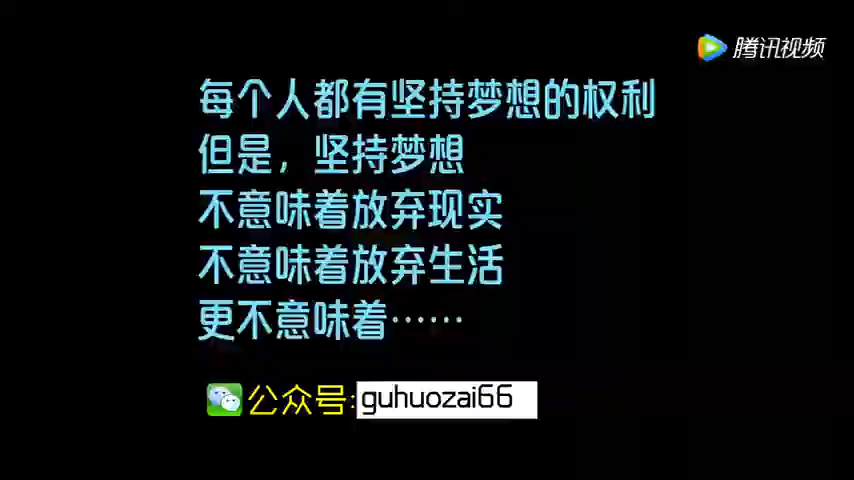 腾讯视频
每个人都有坚持梦想的权利
但是，坚持梦想
不意味着放弃现实
不意味着放弃生活
更不意味着……
公众号:guhuozai66